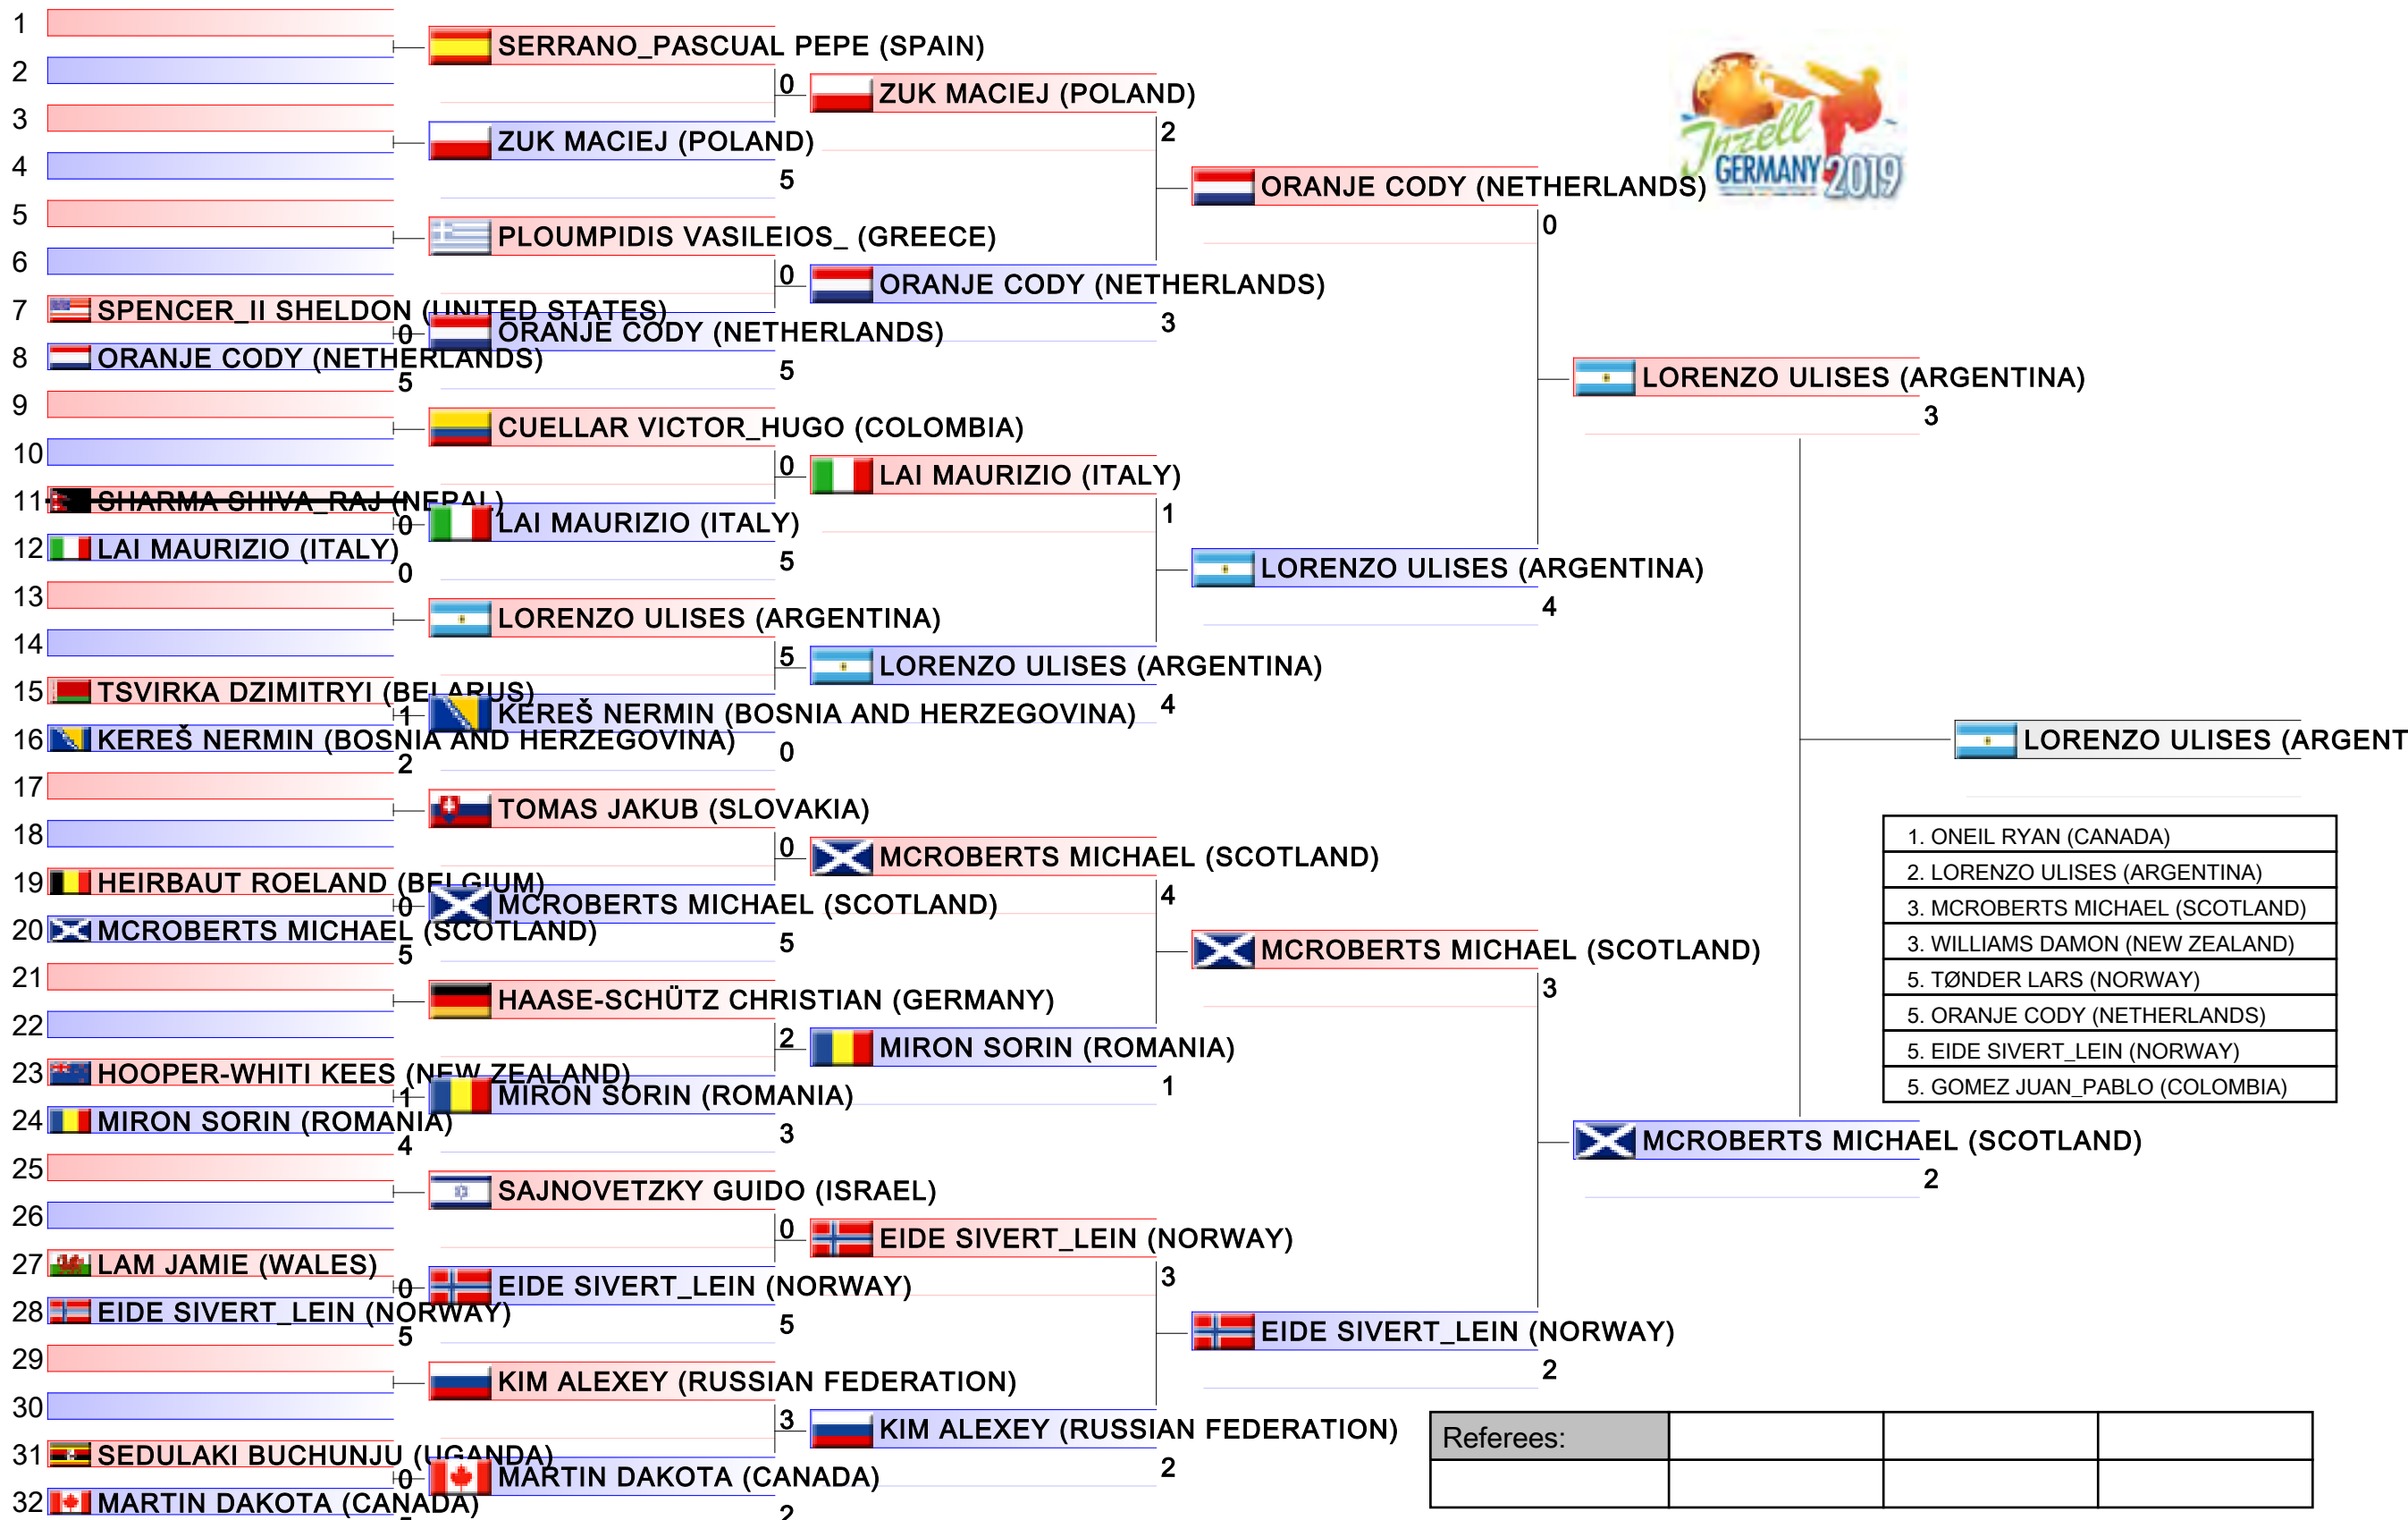 1
SERRANO_PASCUAL PEPE (SPAIN)
2
0
ZUK MACIEJ (POLAND)
3
2
ZUK MACIEJ (POLAND)
4
5
ORANJE CODY (NETHERLANDS)
Inzell
GERMANY 2019
5
0
PLOUMPIDIS VASILEIOS_ (GREECE)
6
0
ORANJE CODY (NETHERLANDS)
7 SPENCER_II SHELDON (UNITED STATES)
0
ORANJE CODY (NETHERLANDS)
3
8 ORANJE CODY (NETHERLANDS)
5
5
LORENZO ULISES (ARGENTINA)
3
9
CUELLAR VICTOR_HUGO (COLOMBIA)
10
0
LAI MAURIZIO (ITALY)
11 SHARMA SHIVA_RAJ (NEPAL)
0
LAI MAURIZIO (ITALY)
1
12 LAI MAURIZIO (ITALY)
0
5
LORENZO ULISES (ARGENTINA)
4
13
LORENZO ULISES (ARGENTINA)
14
5
LORENZO ULISES (ARGENTINA)
15 TSVIRKA DZIMITRYI (BELARUS)
1
KEREŠ NERMIN (BOSNIA AND HERZEGOVINA)
4
16 KEREŠ NERMIN (BOSNIA AND HERZEGOVINA)
2
0
LORENZO ULISES (ARGENT
17
TOMAS JAKUB (SLOVAKIA)
18
0
MCROBERTS MICHAEL (SCOTLAND)
19 HEIRBAUT ROELAND (BELGIUM)
0
MCROBERTS MICHAEL (SCOTLAND)
4
20 MCROBERTS MICHAEL (SCOTLAND)
5
5
MCROBERTS MICHAEL (SCOTLAND)
3
1. ONEIL RYAN (CANADA)
2. LORENZO ULISES (ARGENTINA)
3. MCROBERTS MICHAEL (SCOTLAND)
3. WILLIAMS DAMON (NEW ZEALAND)
5. TØNDER LARS (NORWAY)
5. ORANJE CODY (NETHERLANDS)
5. EIDE SIVERT_LEIN (NORWAY)
5. GOMEZ JUAN_PABLO (COLOMBIA)
21
HAASE-SCHÜTZ CHRISTIAN (GERMANY)
22
2
MIRON SORIN (ROMANIA)
23 HOOPER-WHITI KEES (NEW ZEALAND)
1
MIRON SORIN (ROMANIA)
1
24 MIRON SORIN (ROMANIA)
4
3
MCROBERTS MICHAEL (SCOTLAND)
2
25
SAJNOVETZKY GUIDO (ISRAEL)
26
0
EIDE SIVERT_LEIN (NORWAY)
27 LAM JAMIE (WALES)
0
EIDE SIVERT_LEIN (NORWAY)
3
28 EIDE SIVERT_LEIN (NORWAY)
5
5
EIDE SIVERT_LEIN (NORWAY)
2
29
KIM ALEXEY (RUSSIAN FEDERATION)
30
3
KIM ALEXEY (RUSSIAN FEDERATION)
31 SEDULAKI BUCHUNJU (UGANDA)
0
MARTIN DAKOTA (CANADA)
2
32 MARTIN DAKOTA (CANADA)
2
Referees: